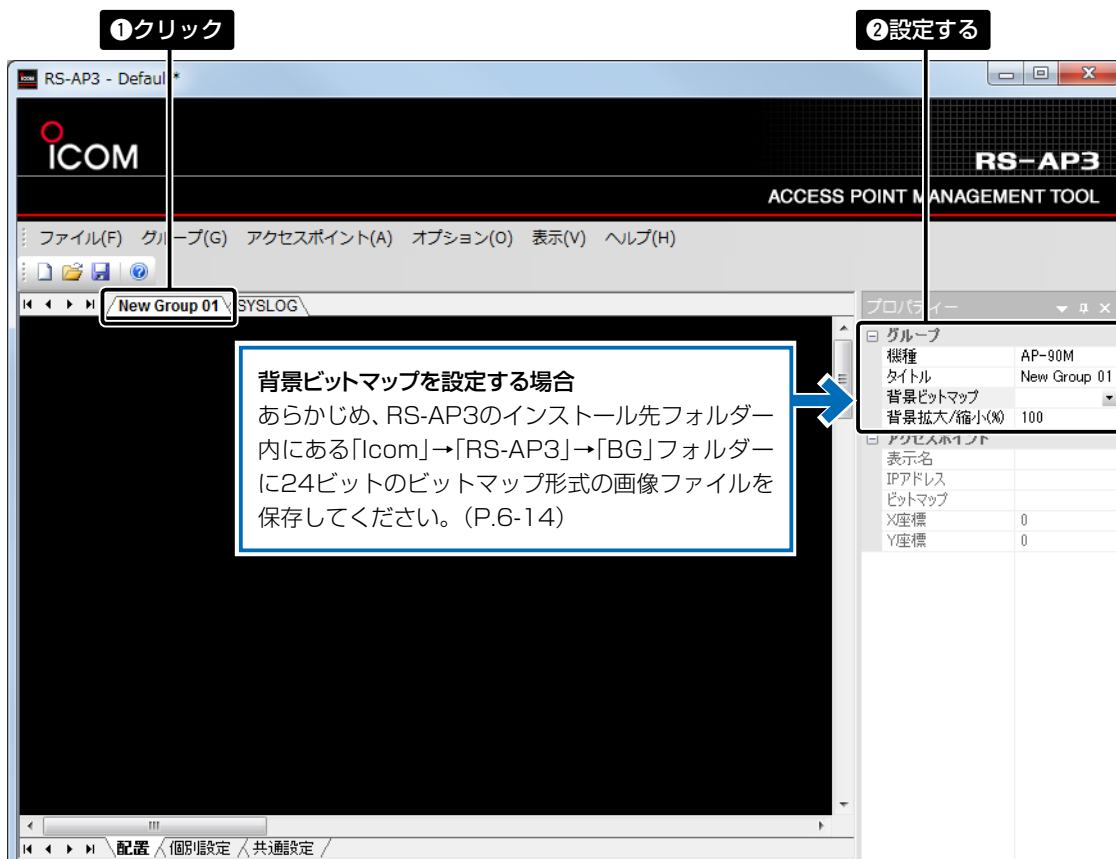 ❶クリック
❷設定する
ICOM RS-AP3 - Default*
ICOM
RS-AP3
ACCESS POINT MANAGEMENT TOOL
ファイル(F) グループ(G) アクセスポイント(A) オプション(O) 表示(V) ヘルプ(H)
New Group 01 SYSLOG
プロパティー
グループ
機種 AP-90M
タイトル New Group 01
背景ビットマップ
背景拡大/縮小(%) 100
アクセスポイント
表示名
IPアドレス
ビットマップ
X座標 0
Y座標 0
背景ビットマップを設定する場合
あらかじめ、RS-AP3のインストール先フォルダー
内にある「Icom」→「RS-AP3」→「BG」フォルダー
に24ビットのビットマップ形式の画像ファイルを
保存してください。(P.6-14)
配置 個別設定 共通設定